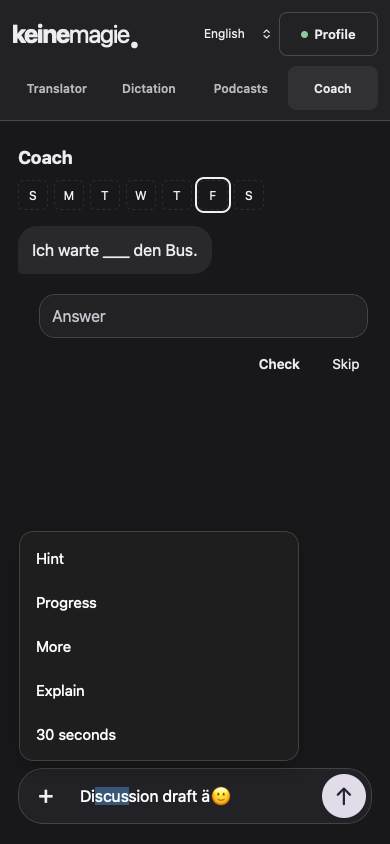 keinemagie.
English
Profile
Translator Dictation Podcasts Coach
Coach
S M T W T F S
Ich warte ___ den Bus.
Answer
Check Skip
Hint
Progress
More
Explain
30 seconds
+ Discussion draft ä🙂